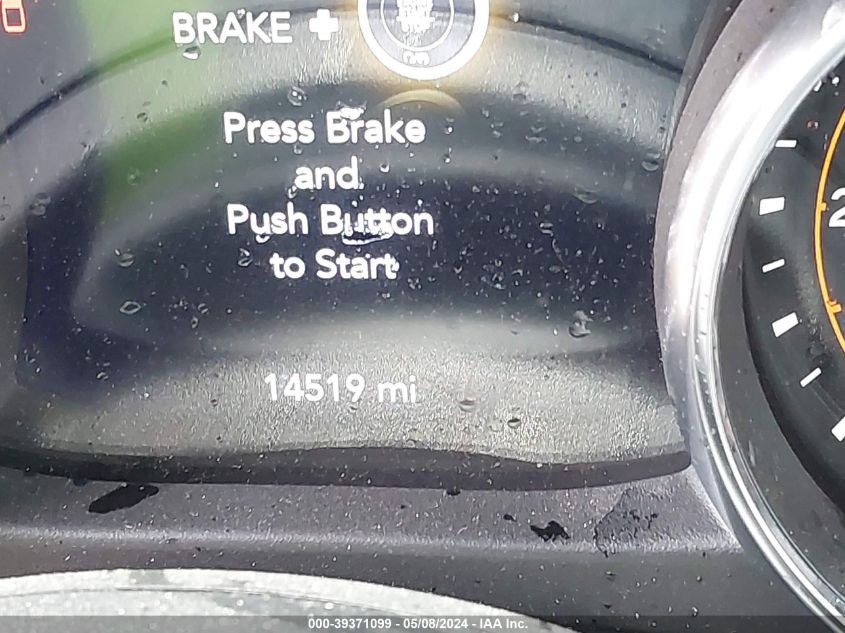 BRAKE
Press Brake
and
Push Button
to Start
14519 mi
000-39371099 - 05/08/2024 - IAA Inc.